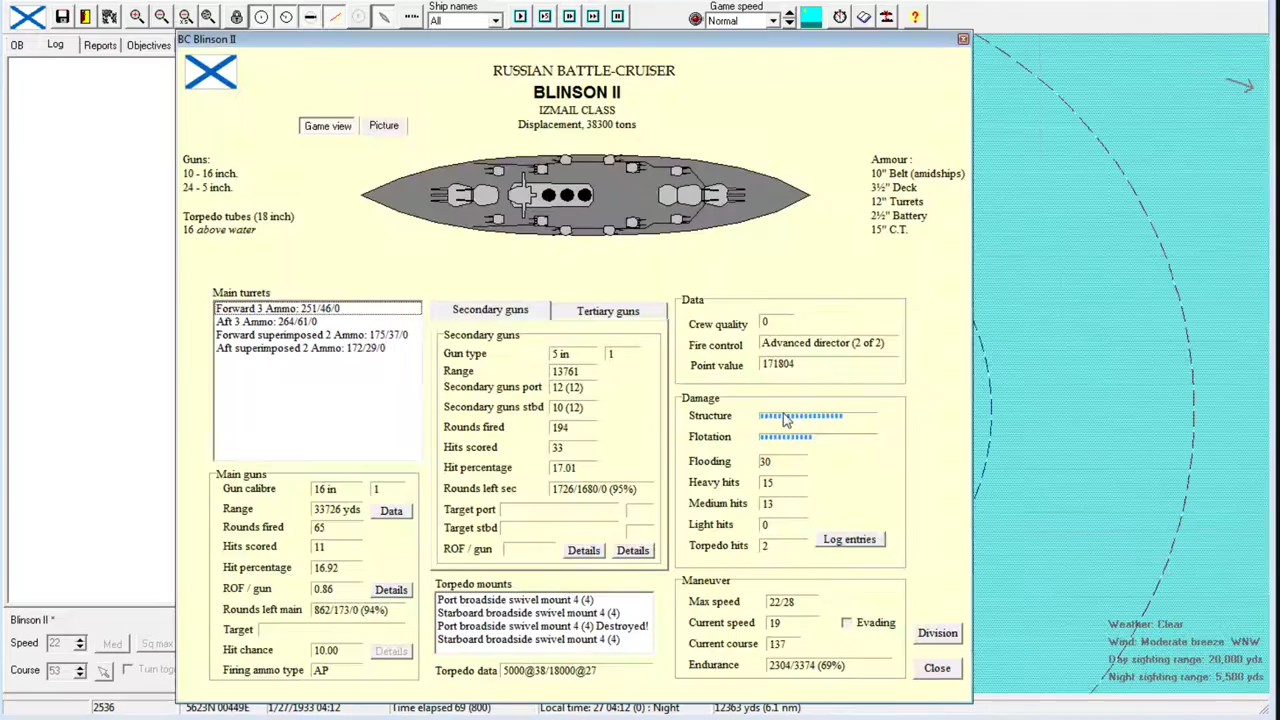 Ship names
All
Game speed
Normal
?
OB
Log
Reports
Objectives
BC Blinson II
RUSSIAN BATTLE-CRUISER
BLINSON II
IZMAIL CLASS
Displacement, 38300 tons
Game view
Picture
Guns:
10 - 16 inch.
24 - 5 inch.
Torpedo tubes (18 inch)
16 above water
Armour :
10" Belt (amidships)
3½" Deck
12" Turrets
2½" Battery
15" C.T.
Main turrets
Forward 3 Ammo: 251/46/0
Aft 3 Ammo: 264/61/0
Forward superimposed 2 Ammo: 175/37/0
Aft superimposed 2 Ammo: 172/29/0
Main guns
Gun calibre 16 in 1
Range 33726 yds Data
Rounds fired 65
Hits scored 11
Hit percentage 16.92
ROF / gun 0.86 Details
Rounds left main 862/173/0 (94%)
Target
Hit chance 10.00 Details
Firing ammo type AP
Secondary guns
Tertiary guns
Secondary guns
Gun type 5 in 1
Range 13761
Secondary guns port 12 (12)
Secondary guns stbd 10 (12)
Rounds fired 194
Hits scored 33
Hit percentage 17.01
Rounds left sec 1726/1680/0 (95%)
Target port
Target stbd
ROF / gun Details Details
Torpedo mounts
Port broadside swivel mount 4 (4)
Starboard broadside swivel mount 4 (4)
Port broadside swivel mount 4 (4) Destroyed!
Starboard broadside swivel mount 4 (4)
Torpedo data 5000@38/18000@27
Data
Crew quality 0
Fire control Advanced director (2 of 2)
Point value 171804
Damage
Structure
Flotation
Flooding 30
Heavy hits 15
Medium hits 13
Light hits 0
Torpedo hits 2
Log entries
Maneuver
Max speed 22/28
Current speed 19 Evading
Current course 137
Endurance 2304/3374 (69%)
Division
Close
Blinson II *
Speed 22 Med Sq max
Course 53 Turn toge
Weather: Clear
Wind: Moderate breeze WNW
Day sighting range: 20,000 yds
Night sighting range: 5,500 yds
2536
5623N 00449E
1/27/1933 04:12
Time elapsed 69 (800)
Local time: 27 04:12 (0) : Night
12363 yds (6.1 nm)